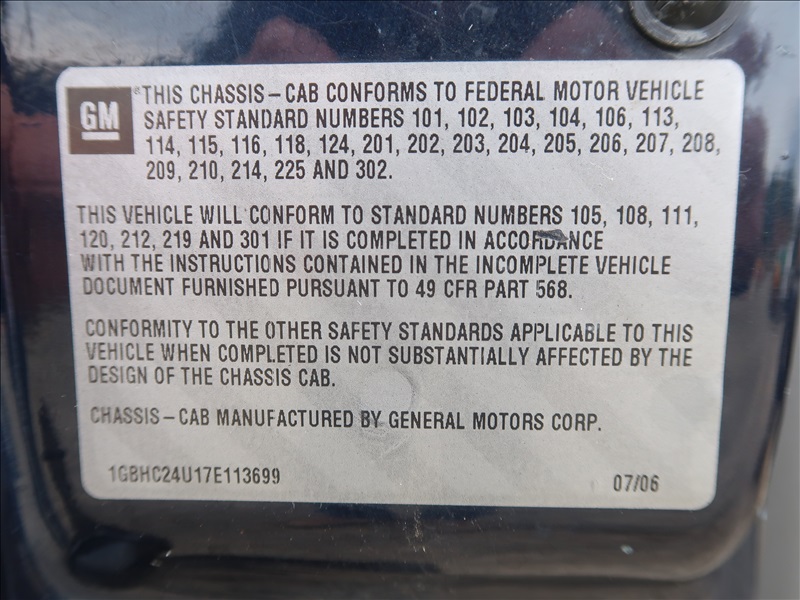 GM
*THIS CHASSIS-CAB CONFORMS TO FEDERAL MOTOR VEHICLE
SAFETY STANDARD NUMBERS 101, 102, 103, 104, 106, 113,
114, 115, 116, 118, 124, 201, 202, 203, 204, 205, 206, 207, 208,
209, 210, 214, 225 AND 302.
THIS VEHICLE WILL CONFORM TO STANDARD NUMBERS 105, 108, 111,
120, 212, 219 AND 301 IF IT IS COMPLETED IN ACCORDANCE
WITH THE INSTRUCTIONS CONTAINED IN THE INCOMPLETE VEHICLE
DOCUMENT FURNISHED PURSUANT TO 49 CFR PART 568.
CONFORMITY TO THE OTHER SAFETY STANDARDS APPLICABLE TO THIS
VEHICLE WHEN COMPLETED IS NOT SUBSTANTIALLY AFFECTED BY THE
DESIGN OF THE CHASSIS CAB.
CHASSIS-CAB MANUFACTURED BY GENERAL MOTORS CORP.
1GBHC24U17E113699
07/06